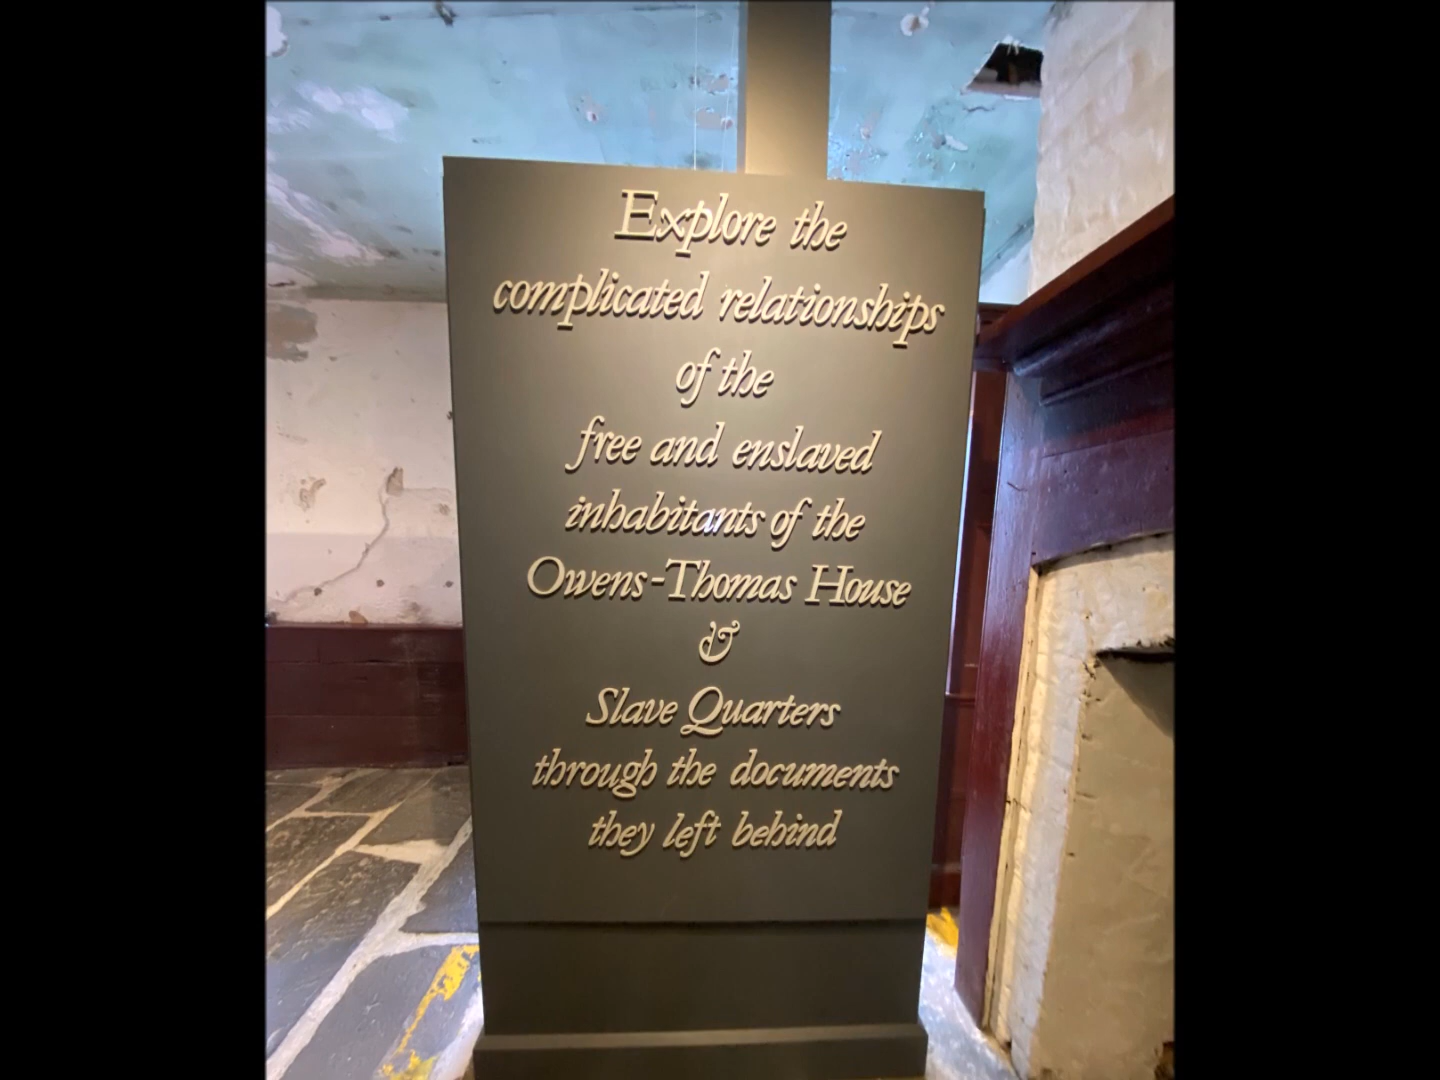 Explore the
complicated relationships
of the
free and enslaved
inhabitants of the
Owens-Thomas House
&
Slave Quarters
through the documents
they left behind